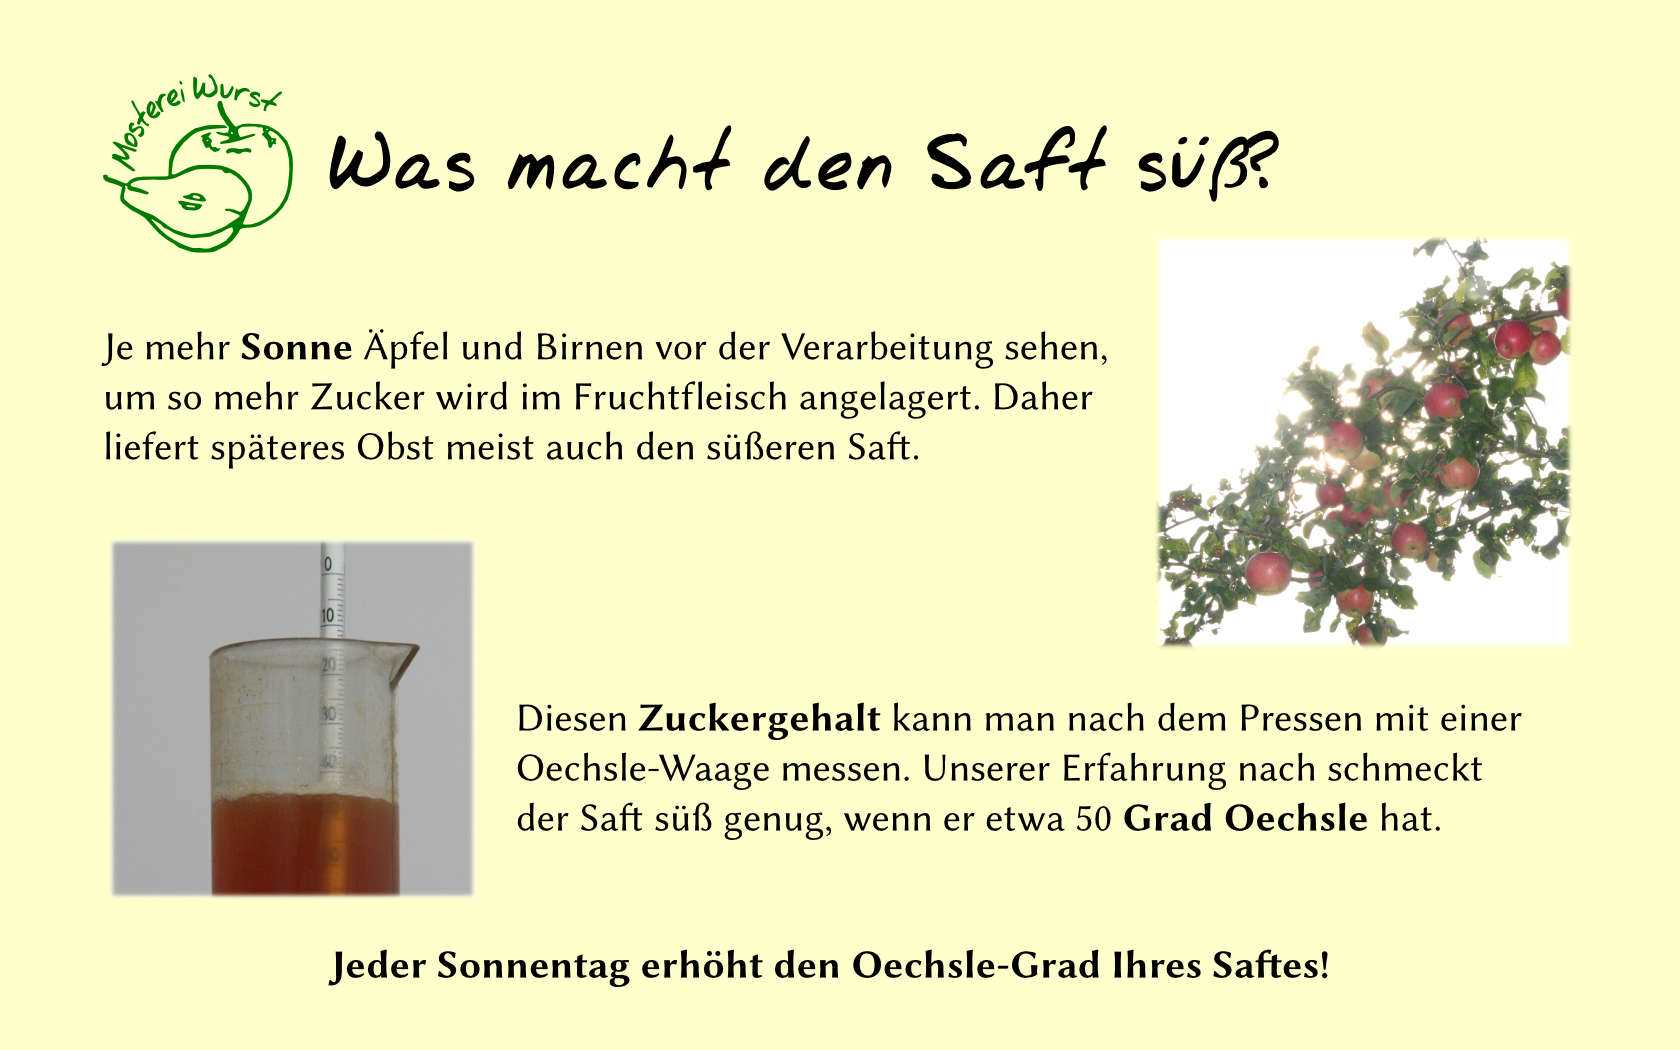 Mosterei Wurst
Was macht den Saft süß?
Je mehr Sonne Äpfel und Birnen vor der Verarbeitung sehen,
um so mehr Zucker wird im Fruchtfleisch angelagert. Daher
liefert späteres Obst meist auch den süßeren Saft.
0
10
20
30
40
Diesen Zuckergehalt kann man nach dem Pressen mit einer
Oechsle-Waage messen. Unserer Erfahrung nach schmeckt
der Saft süß genug, wenn er etwa 50 Grad Oechsle hat.
Jeder Sonnentag erhöht den Oechsle-Grad Ihres Saftes!